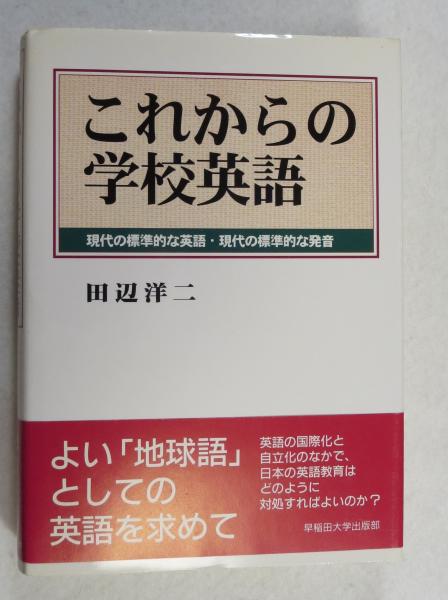 これからの
学校英語
現代の標準的な英語・現代の標準的な発音
田辺洋二
よい「地球語」
としての
英語を求めて
英語の国際化と
自立化のなかで、
日本の英語教育は
どのように
対処すればよいのか?
早稲田大学出版部